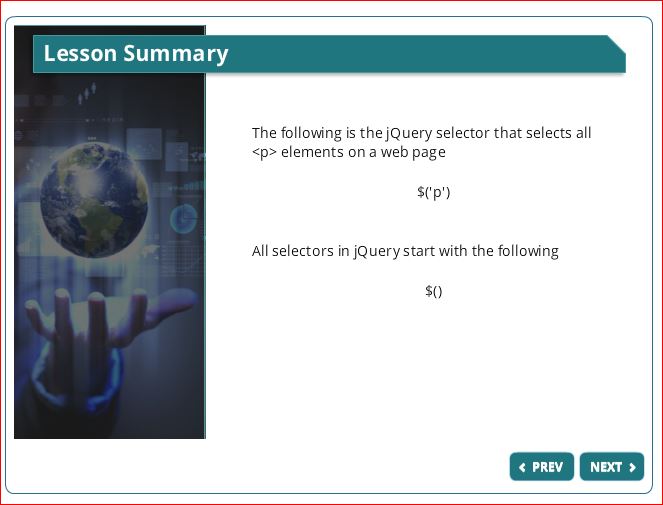 Lesson Summary
The following is the jQuery selector that selects all
<p> elements on a web page
$('p')
All selectors in jQuery start with the following
$()
PREV
NEXT